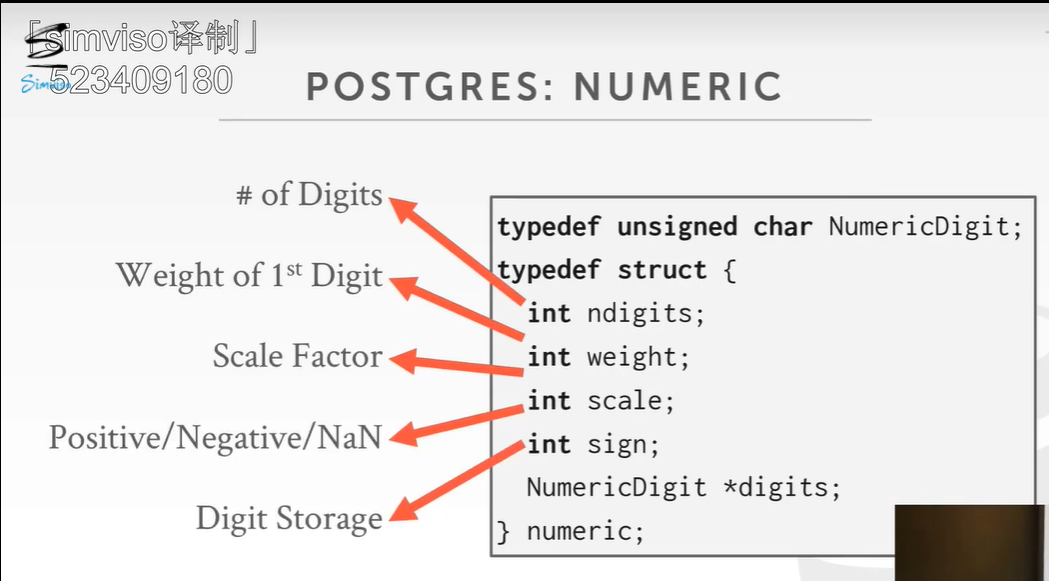 「simviso译制」
523409180
Simviso
POSTGRES: NUMERIC
# of Digits
Weight of 1st Digit
Scale Factor
Positive/Negative/NaN
Digit Storage
typedef unsigned char NumericDigit;
typedef struct {
int ndigits;
int weight;
int scale;
int sign;
NumericDigit *digits;
} numeric;